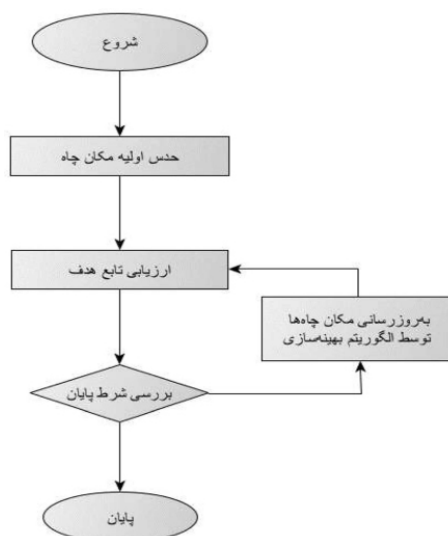 شروع
حدس اولیه مکان چاه
ارزیابی تابع هدف
به‌روزرسانی مکان چاه‌ها
توسط الگوریتم بهینه‌سازی
بررسی شرط پایان
پایان